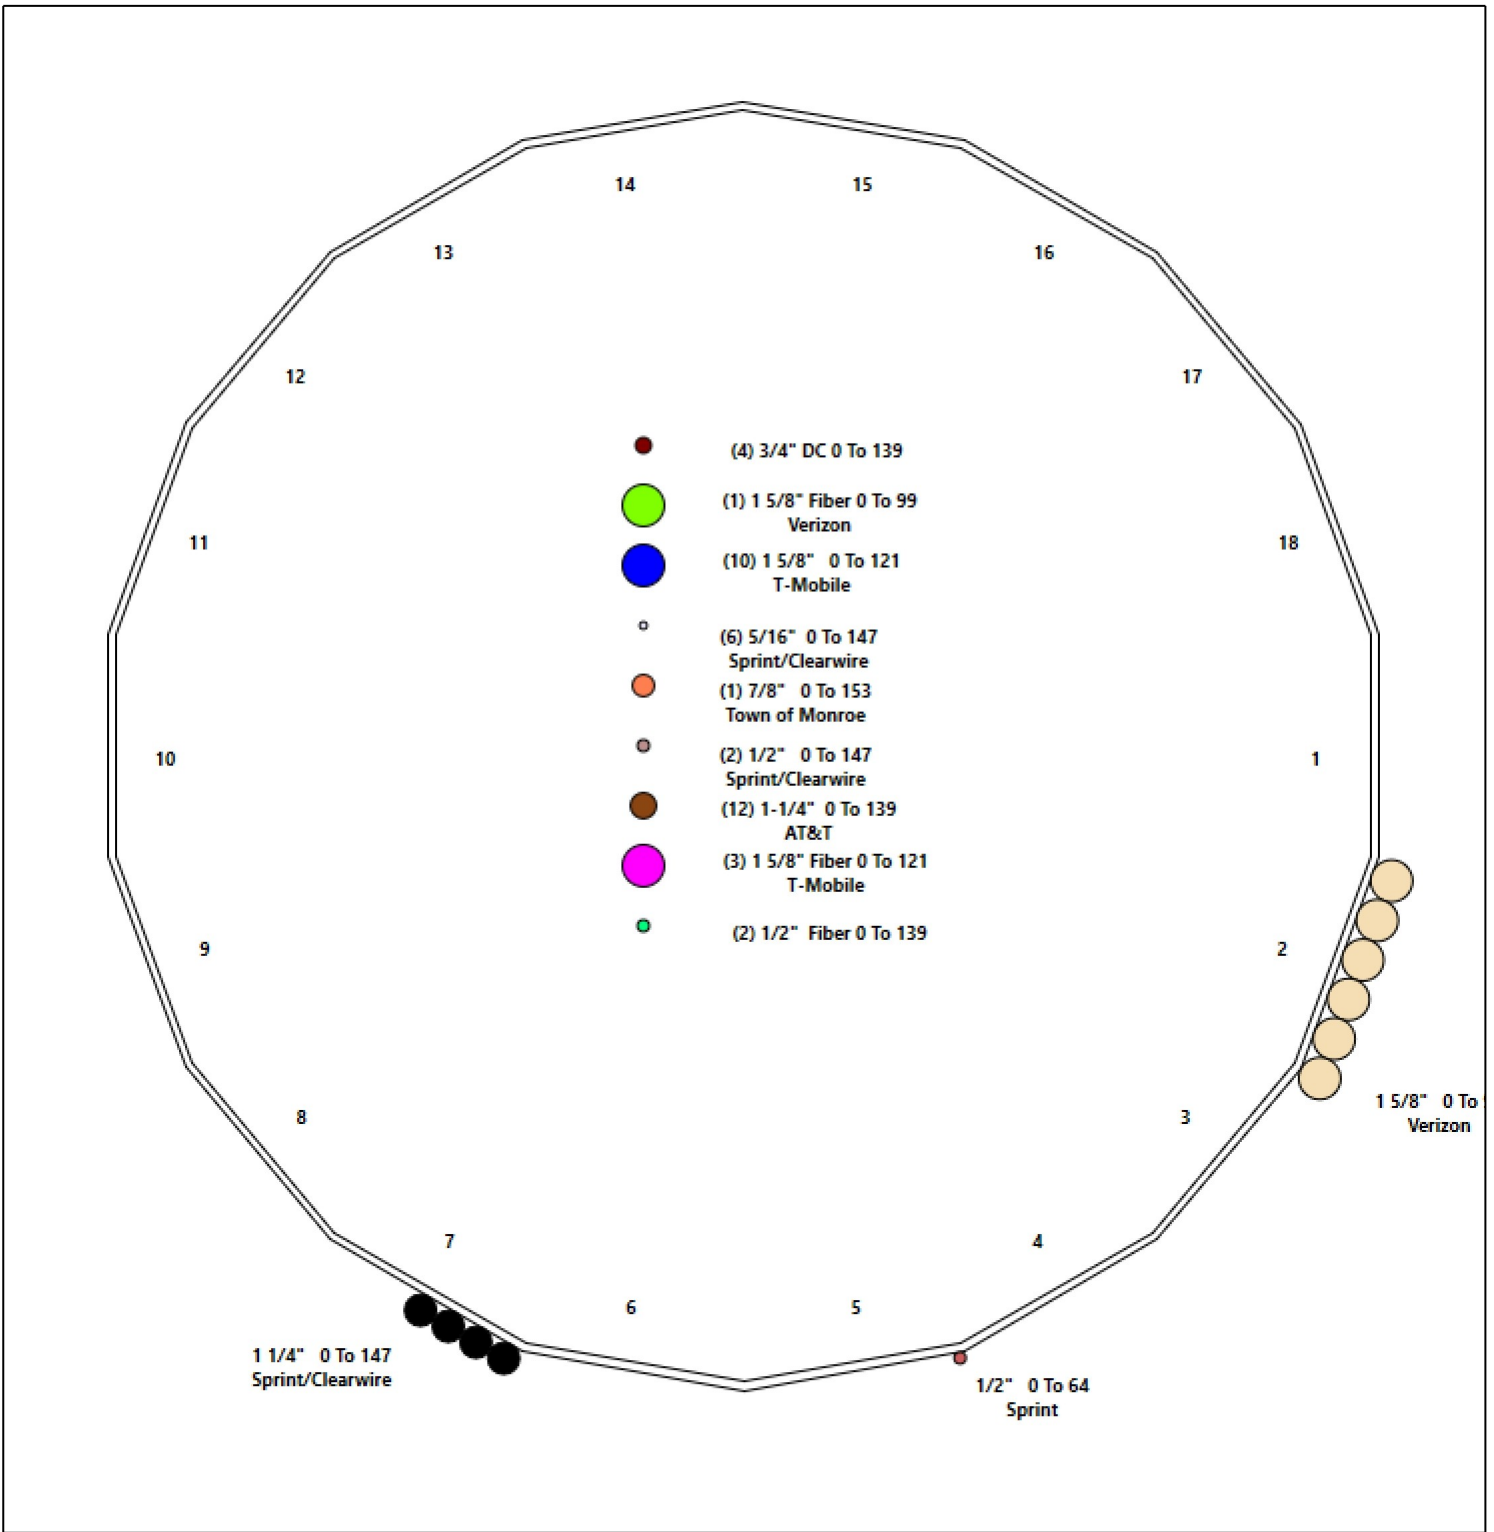 14
15
13
16
12
17
(4) 3/4" DC 0 To 139
(1) 1 5/8" Fiber 0 To 99
Verizon
11
18
(10) 1 5/8" 0 To 121
T-Mobile
(6) 5/16" 0 To 147
Sprint/Clearwire
(1) 7/8" 0 To 153
Town of Monroe
10
1
(2) 1/2" 0 To 147
Sprint/Clearwire
(12) 1-1/4" 0 To 139
AT&T
(3) 1 5/8" Fiber 0 To 121
T-Mobile
(2) 1/2" Fiber 0 To 139
9
2
8
3
1 5/8" 0 To
Verizon
7
4
6
5
1 1/4" 0 To 147
Sprint/Clearwire
1/2" 0 To 64
Sprint